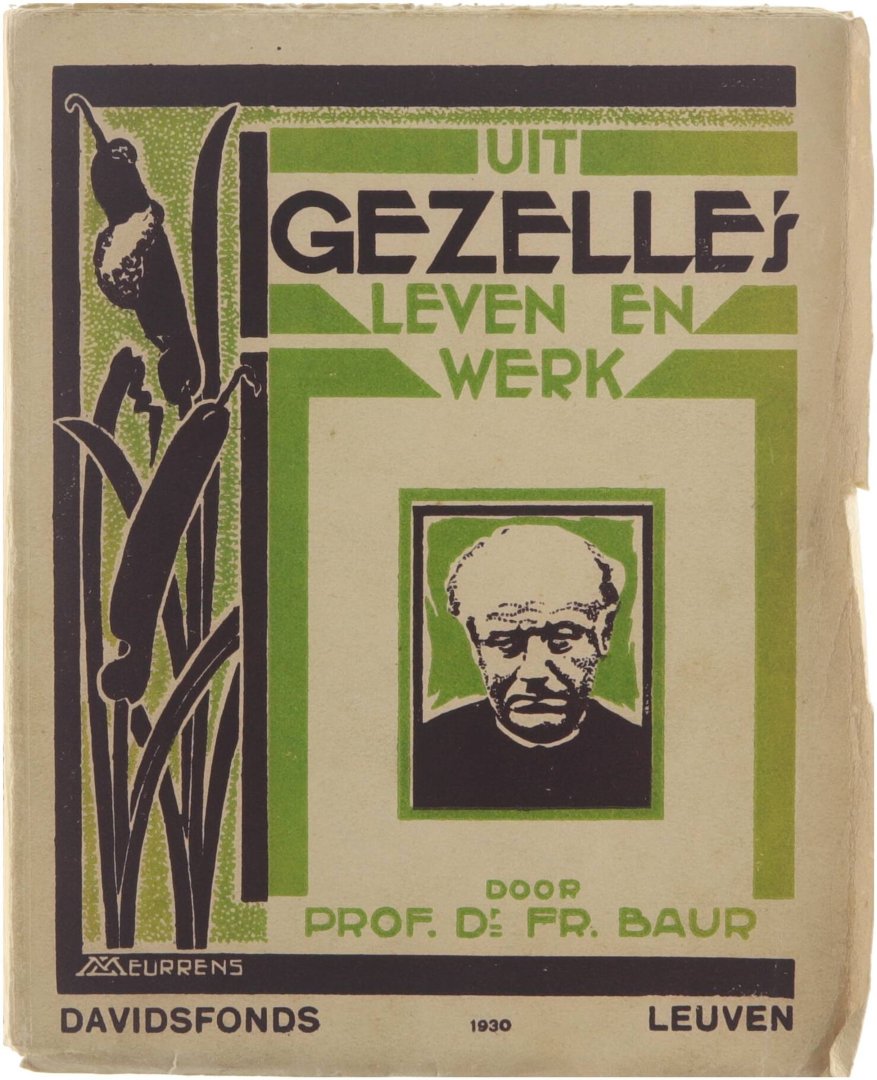 UIT
GEZELLE's
LEVEN EN
WERK
DOOR
PROF. Dr. FR. BAUR
MEURRENS
DAVIDSFONDS 1930 LEUVEN